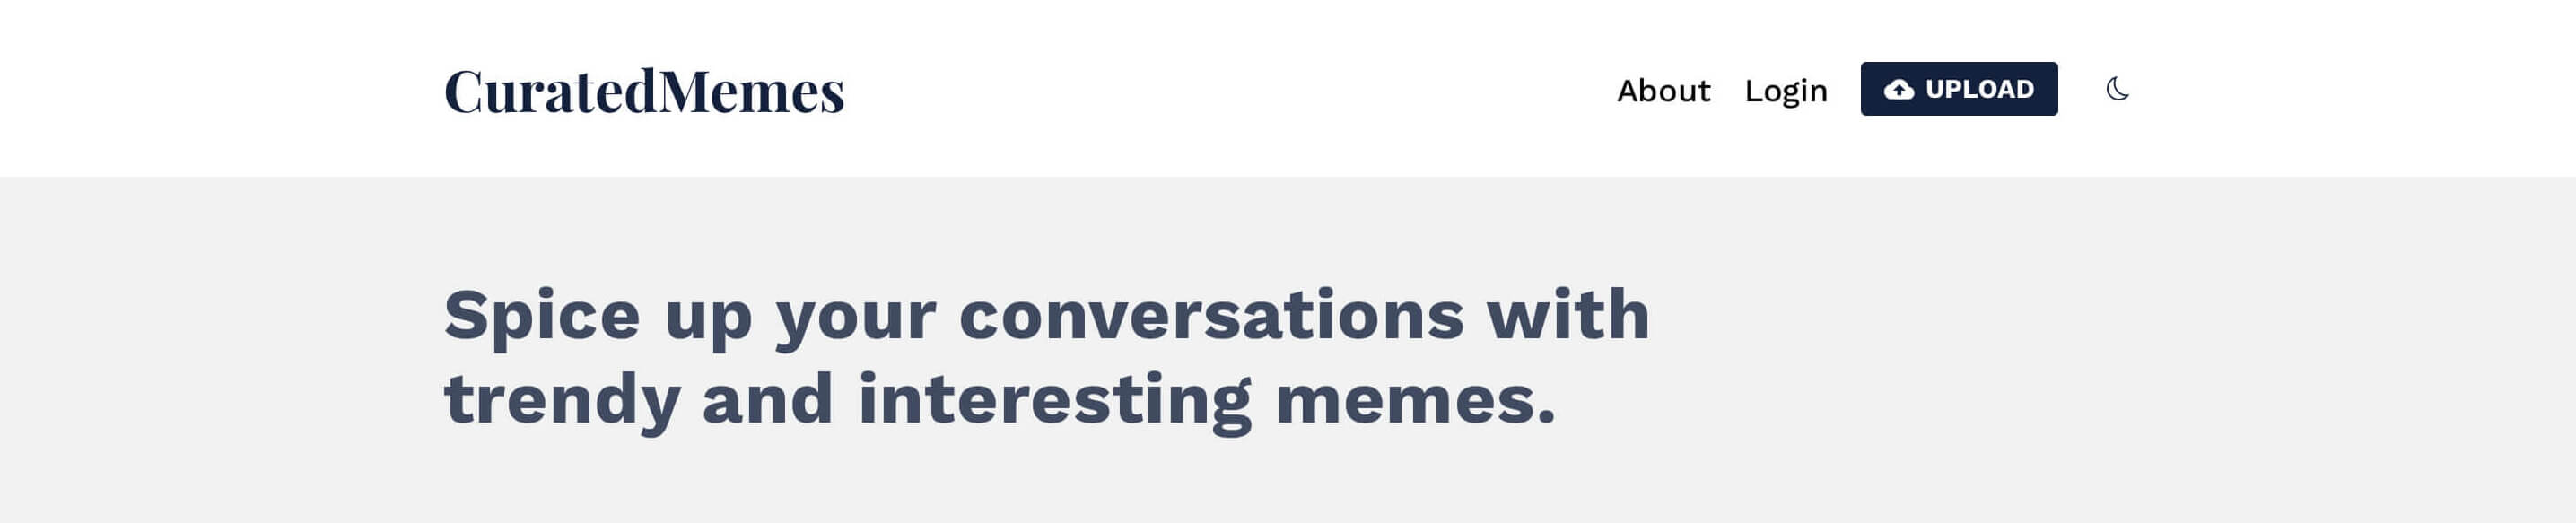 CuratedMemes
About Login UPLOAD
Spice up your conversations with
trendy and interesting memes.